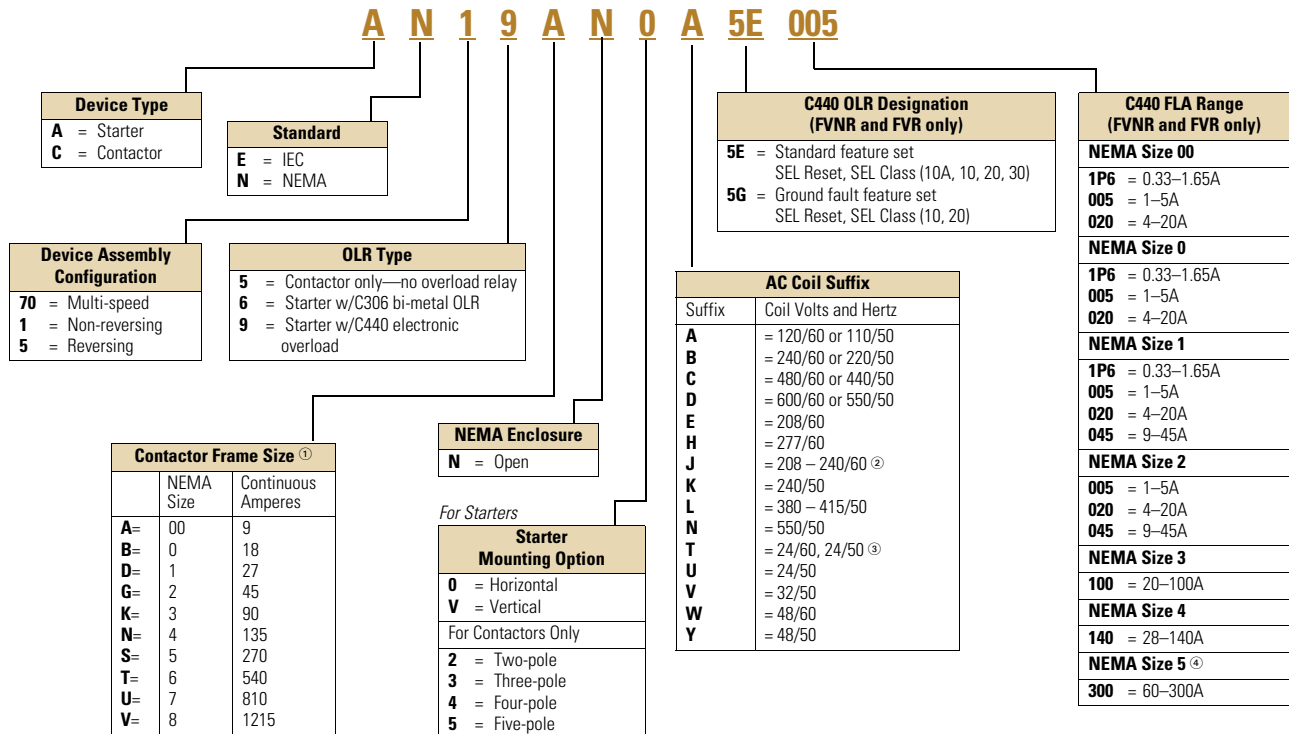 A N 1 9 A N 0 A 5E 005
Device Type
A = Starter
C = Contactor
Standard
E = IEC
N = NEMA
Device Assembly
Configuration
70 = Multi-speed
1 = Non-reversing
5 = Reversing
OLR Type
5 = Contactor only—no overload relay
6 = Starter w/C306 bi-metal OLR
9 = Starter w/C440 electronic
overload
Contactor Frame Size ①
NEMA Continuous
Size Amperes
A= 00 9
B= 0 18
D= 1 27
G= 2 45
K= 3 90
N= 4 135
S= 5 270
T= 6 540
U= 7 810
V= 8 1215
NEMA Enclosure
N = Open
For Starters
Starter
Mounting Option
0 = Horizontal
V = Vertical
For Contactors Only
2 = Two-pole
3 = Three-pole
4 = Four-pole
5 = Five-pole
AC Coil Suffix
Suffix Coil Volts and Hertz
A = 120/60 or 110/50
B = 240/60 or 220/50
C = 480/60 or 440/50
D = 600/60 or 550/50
E = 208/60
H = 277/60
J = 208 – 240/60 ②
K = 240/50
L = 380 – 415/50
N = 550/50
T = 24/60, 24/50 ③
U = 24/50
V = 32/50
W = 48/60
Y = 48/50
C440 OLR Designation
(FVNR and FVR only)
5E = Standard feature set
SEL Reset, SEL Class (10A, 10, 20, 30)
5G = Ground fault feature set
SEL Reset, SEL Class (10, 20)
C440 FLA Range
(FVNR and FVR only)
NEMA Size 00
1P6 = 0.33–1.65A
005 = 1–5A
020 = 4–20A
NEMA Size 0
1P6 = 0.33–1.65A
005 = 1–5A
020 = 4–20A
NEMA Size 1
1P6 = 0.33–1.65A
005 = 1–5A
020 = 4–20A
045 = 9–45A
NEMA Size 2
005 = 1–5A
020 = 4–20A
045 = 9–45A
NEMA Size 3
100 = 20–100A
NEMA Size 4
140 = 28–140A
NEMA Size 5 ④
300 = 60–300A